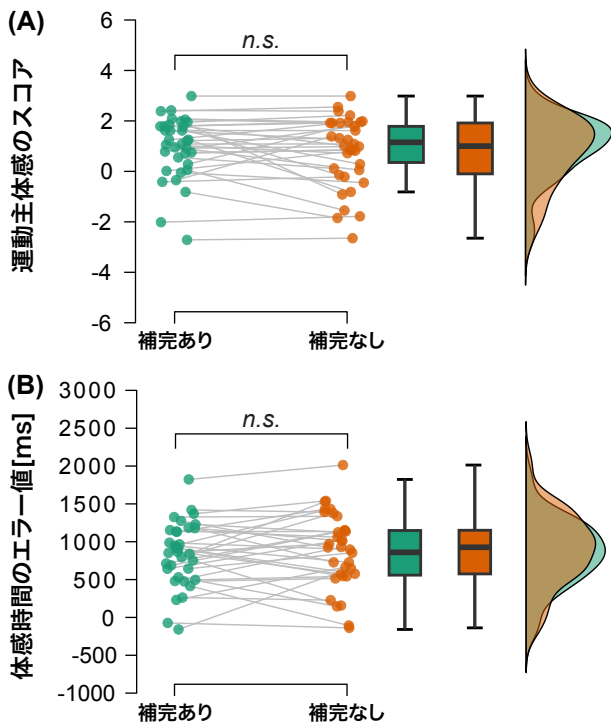 (A)
運動主体感のスコア
6
4
2
0
-2
-4
-6
n.s.
補完あり 補完なし
(B)
体感時間のエラー値[ms]
3000
2500
2000
1500
1000
500
0
-500
-1000
n.s.
補完あり 補完なし